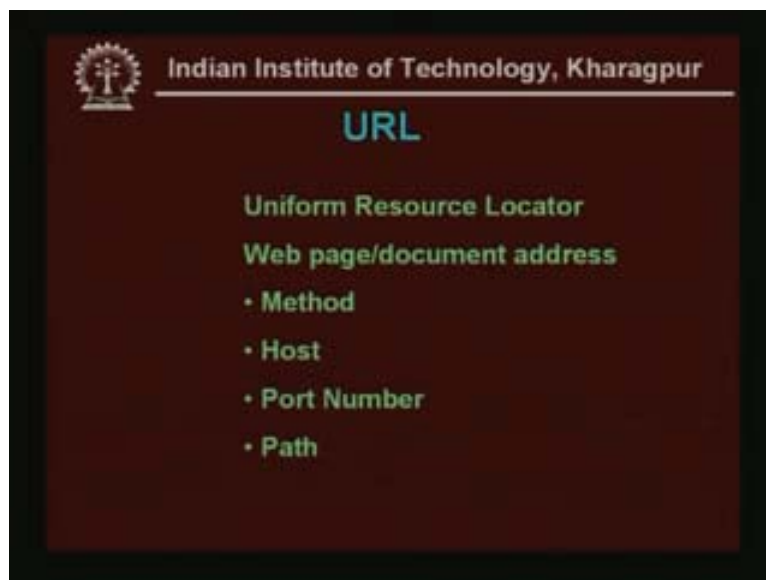 Indian Institute of Technology, Kharagpur
URL
Uniform Resource Locator
Web page/document address
• Method
• Host
• Port Number
• Path